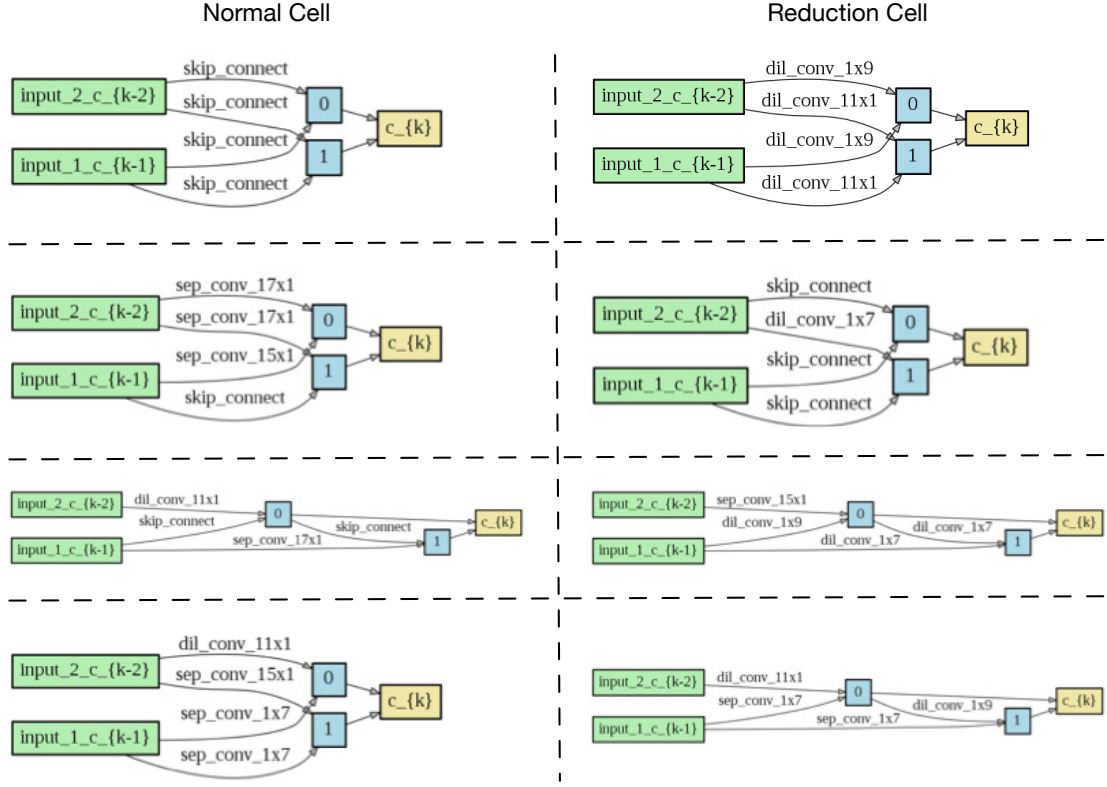 Normal Cell
Reduction Cell
skip_connect
input_2_c_{k-2}
skip_connect
0
skip_connect
c_{k}
input_1_c_{k-1}
1
skip_connect
dil_conv_1x9
input_2_c_{k-2}
dil_conv_11x1
0
dil_conv_1x9
c_{k}
input_1_c_{k-1}
1
dil_conv_11x1
sep_conv_17x1
input_2_c_{k-2}
sep_conv_17x1
0
sep_conv_15x1
c_{k}
input_1_c_{k-1}
1
skip_connect
skip_connect
input_2_c_{k-2}
dil_conv_1x7
0
skip_connect
c_{k}
input_1_c_{k-1}
1
skip_connect
dil_conv_11x1
input_2_c_{k-2}
skip_connect
0
skip_connect
c_{k}
input_1_c_{k-1}
sep_conv_17x1
1
sep_conv_15x1
input_2_c_{k-2}
dil_conv_1x9
0
dil_conv_1x7
c_{k}
input_1_c_{k-1}
dil_conv_1x7
1
dil_conv_11x1
input_2_c_{k-2}
sep_conv_15x1
0
sep_conv_1x7
c_{k}
input_1_c_{k-1}
1
sep_conv_1x7
dil_conv_11x1
input_2_c_{k-2}
sep_conv_1x7
0
dil_conv_1x9
c_{k}
input_1_c_{k-1}
sep_conv_1x7
1